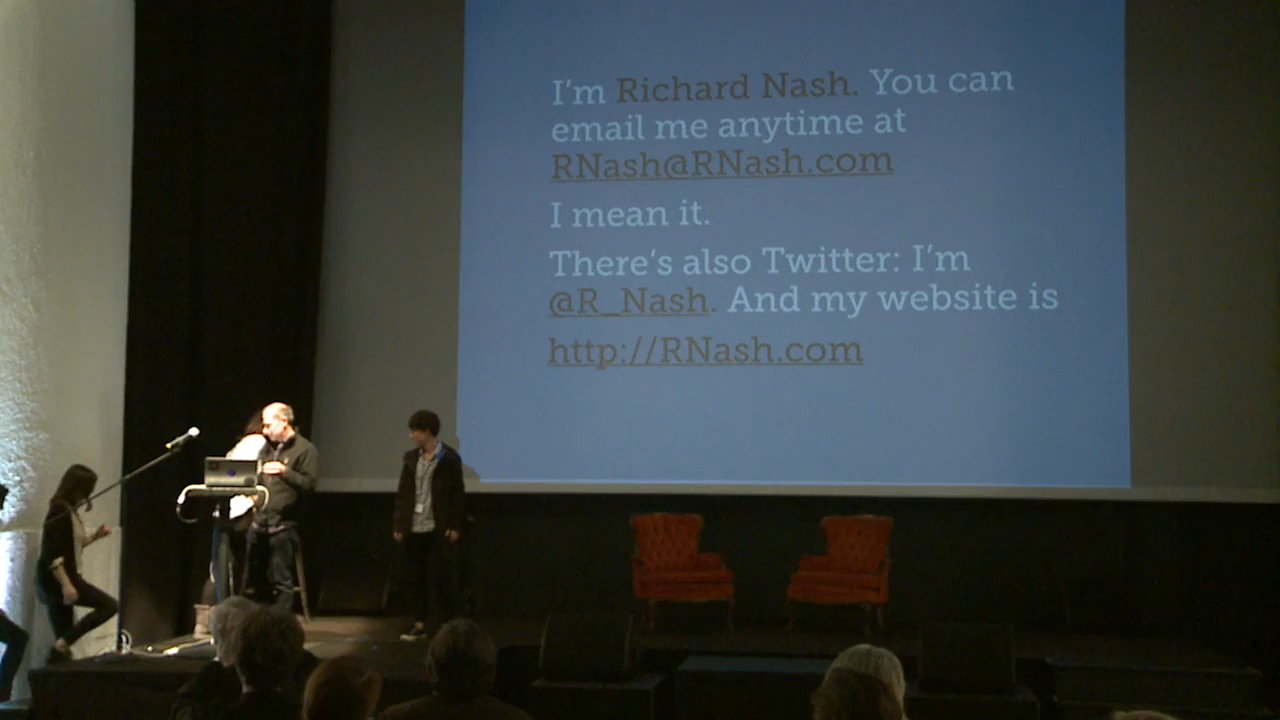 I'm Richard Nash. You can
email me anytime at
RNash@RNash.com
I mean it.
There's also Twitter: I'm
@R_Nash. And my website is
http://RNash.com